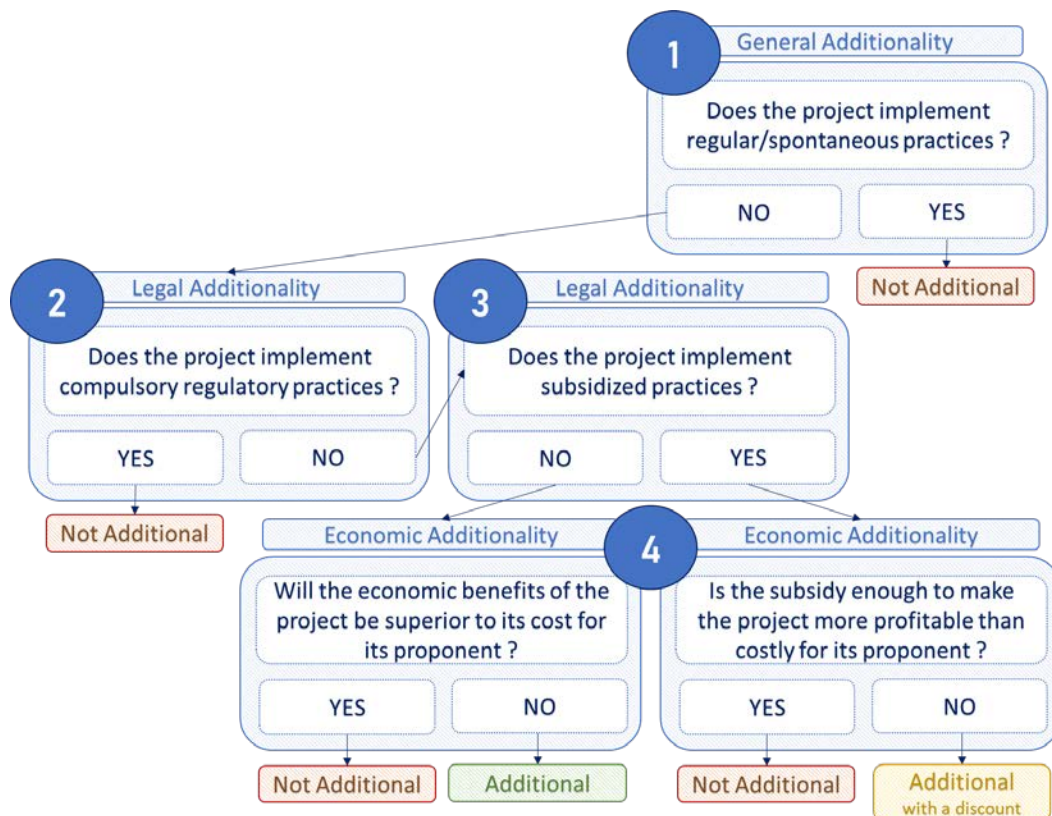 1
General Additionality
Does the project implement
regular/spontaneous practices ?
NO
YES
Not Additional
2
Legal Additionality
Does the project implement
compulsory regulatory practices ?
YES
NO
Not Additional
3
Legal Additionality
Does the project implement
subsidized practices ?
NO
YES
4
Economic Additionality
Will the economic benefits of the
project be superior to its cost for
its proponent ?
YES
NO
Not Additional
Additional
Economic Additionality
Is the subsidy enough to make
the project more profitable than
costly for its proponent ?
YES
NO
Not Additional
Additional
with a discount